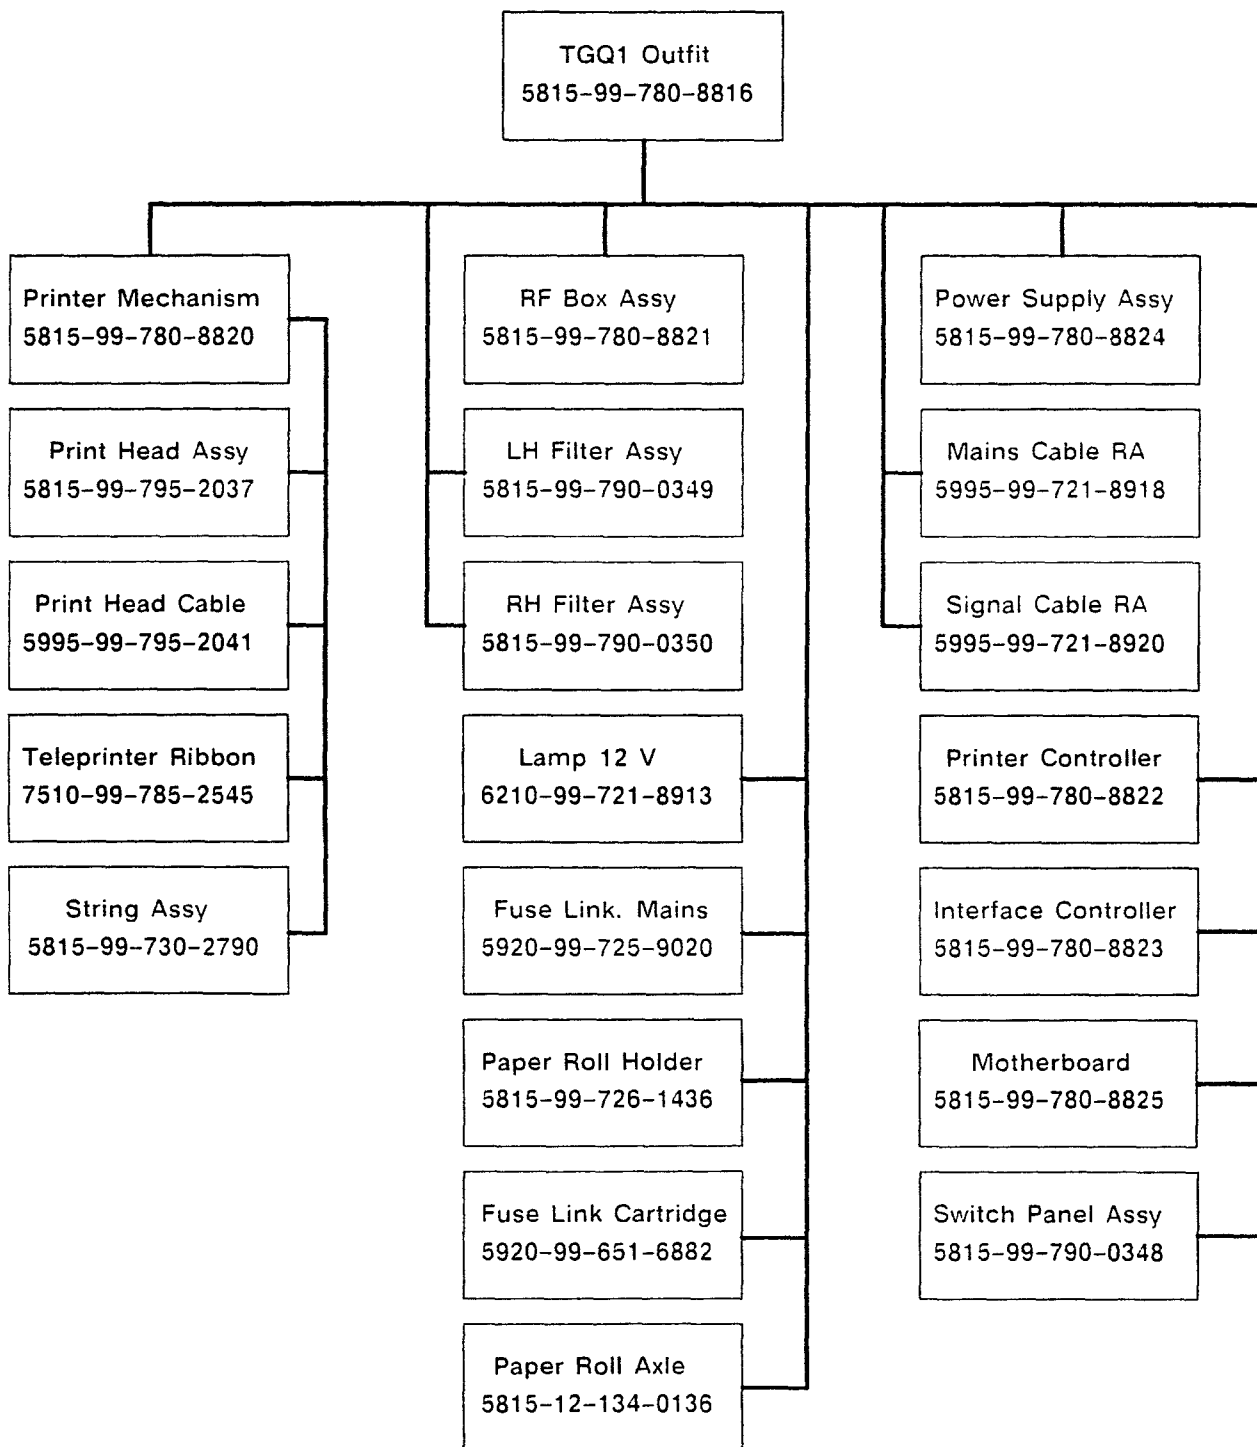 TGQ1 Outfit
5815-99-780-8816
Printer Mechanism
5815-99-780-8820
Print Head Assy
5815-99-795-2037
Print Head Cable
5995-99-795-2041
Teleprinter Ribbon
7510-99-785-2545
String Assy
5815-99-730-2790
RF Box Assy
5815-99-780-8821
LH Filter Assy
5815-99-790-0349
RH Filter Assy
5815-99-790-0350
Lamp 12 V
6210-99-721-8913
Fuse Link. Mains
5920-99-725-9020
Paper Roll Holder
5815-99-726-1436
Fuse Link Cartridge
5920-99-651-6882
Paper Roll Axle
5815-12-134-0136
Power Supply Assy
5815-99-780-8824
Mains Cable RA
5995-99-721-8918
Signal Cable RA
5995-99-721-8920
Printer Controller
5815-99-780-8822
Interface Controller
5815-99-780-8823
Motherboard
5815-99-780-8825
Switch Panel Assy
5815-99-790-0348